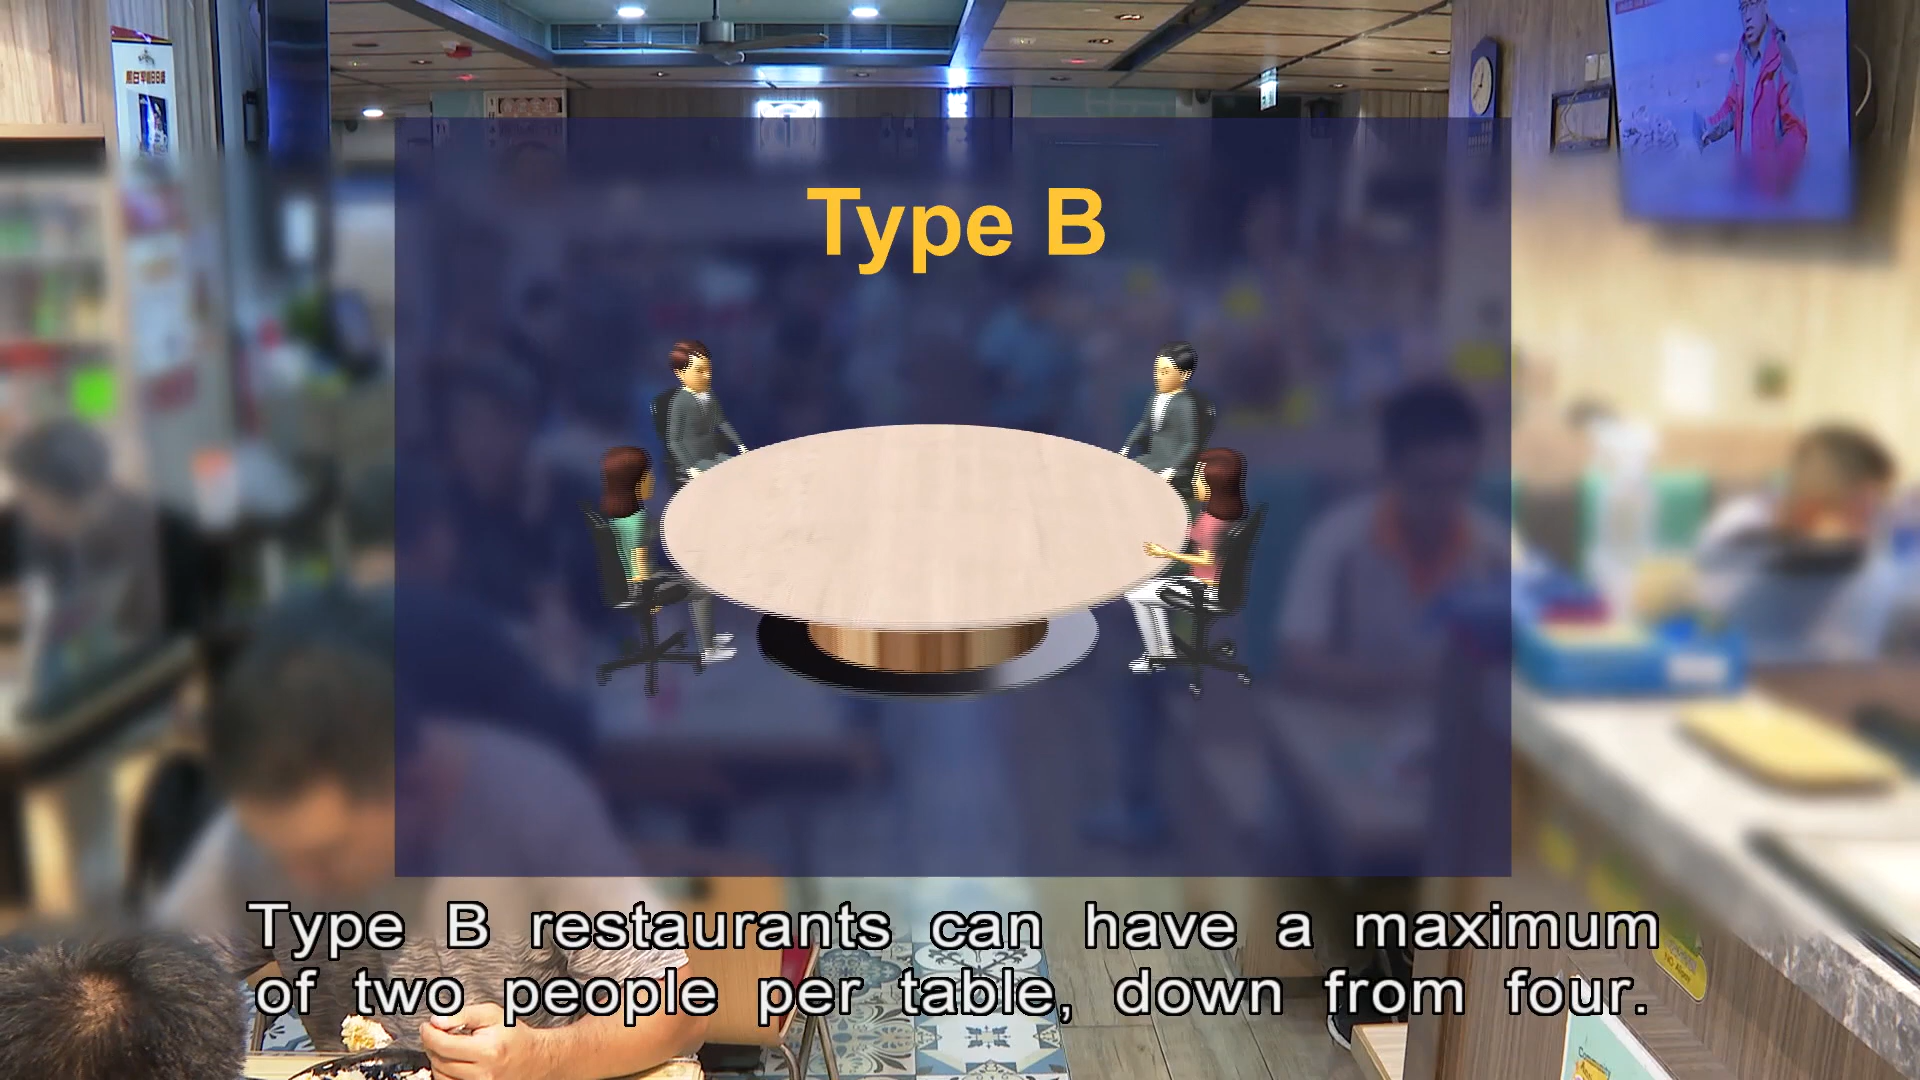 Type B
Type B restaurants can have a maximum
of two people per table, down from four.